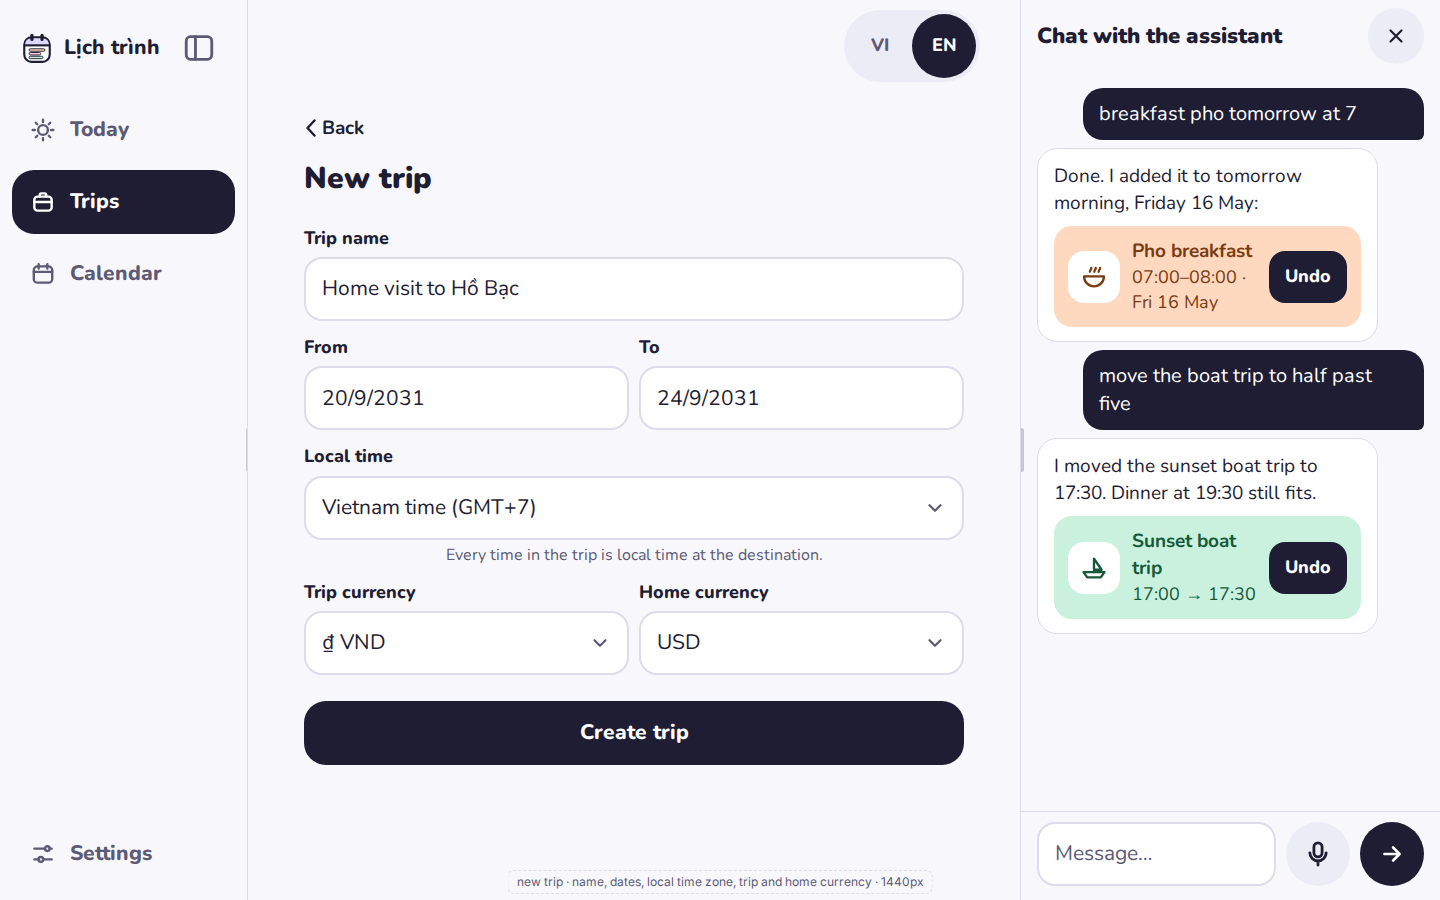 Lịch trình
Today
Trips
Calendar
Settings
VI
EN
Back
New trip
Trip name
Home visit to Hồ Bạc
From
To
20/9/2031
24/9/2031
Local time
Vietnam time (GMT+7)
Every time in the trip is local time at the destination.
Trip currency
Home currency
₫ VND
USD
Create trip
new trip · name, dates, local time zone, trip and home currency · 1440px
Chat with the assistant
breakfast pho tomorrow at 7
Done. I added it to tomorrow
morning, Friday 16 May:
Pho breakfast
07:00–08:00 ·
Fri 16 May
Undo
move the boat trip to half past
five
I moved the sunset boat trip to
17:30. Dinner at 19:30 still fits.
Sunset boat
trip
17:00 → 17:30
Undo
Message...